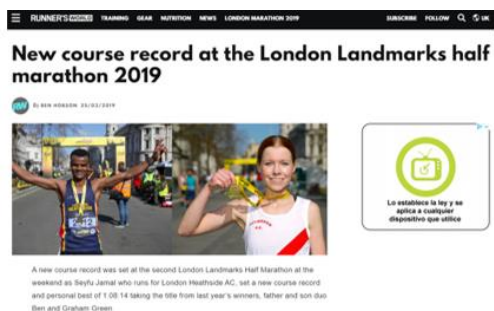 RUNNER'S WORLD TRAINING GEAR NUTRITION NEWS LONDON MARATHON 2019 SUBSCRIBE FOLLOW UK
New course record at the London Landmarks half
marathon 2019
RW By BEN HOBSON 25/03/2019
Lo establece la ley y se
aplica a cualquier
dispositivo que utilice
A new course record was set at the second London Landmarks Half Marathon at the
weekend as Seyfu Jamal who runs for London Heathside AC, set a new course record
and personal best of 1:08:14 taking the title from last year's winners, father and son duo
Ben and Graham Green